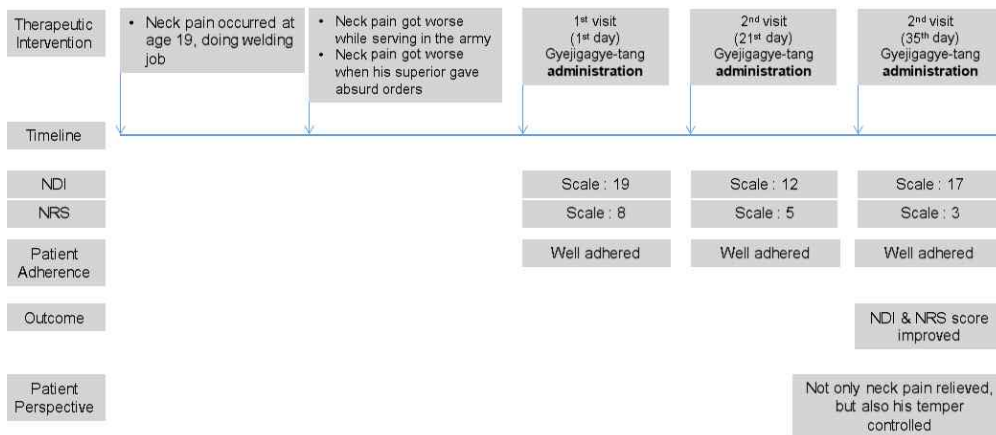 Therapeutic
Intervention
• Neck pain occurred at
age 19, doing welding
job
• Neck pain got worse
while serving in the army
• Neck pain got worse
when his superior gave
absurd orders
1st visit
(1st day)
Gyejigagye-tang
administration
2nd visit
(21st day)
Gyejigagye-tang
administration
2nd visit
(35th day)
Gyejigagye-tang
administration
Timeline
NDI
Scale : 19
Scale : 12
Scale : 17
NRS
Scale : 8
Scale : 5
Scale : 3
Patient
Adherence
Well adhered
Well adhered
Well adhered
Outcome
NDI & NRS score
improved
Patient
Perspective
Not only neck pain relieved,
but also his temper
controlled